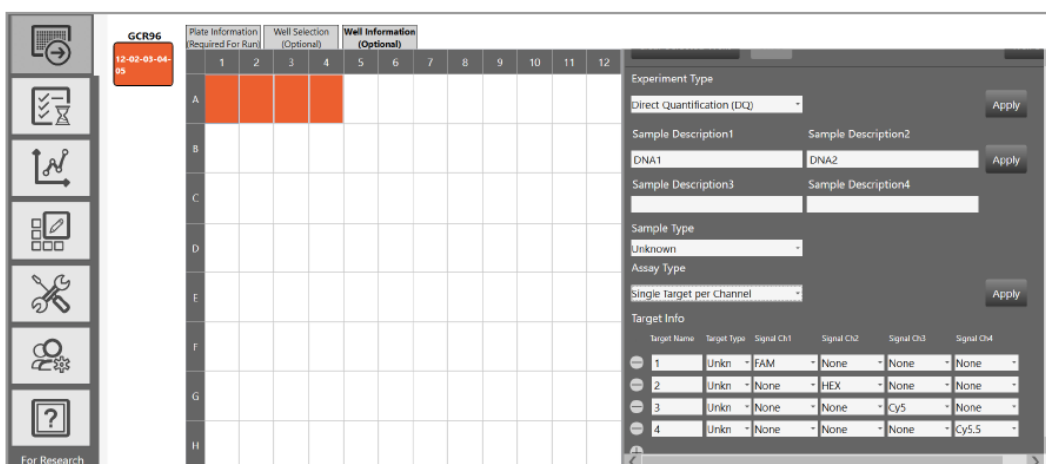 GCR96
12-02-03-04-
05
Plate Information
(Required For Run)
Well Selection
(Optional)
Well Information
(Optional)
1 2 3 4 5 6 7 8 9 10 11 12
A
B
C
D
E
F
G
H
Experiment Type
Direct Quantification (DQ) Apply
Sample Description1 Sample Description2
DNA1 DNA2 Apply
Sample Description3 Sample Description4
Sample Type
Unknown
Assay Type
Single Target per Channel Apply
Target Info
Target Name Target Type Signal Ch1 Signal Ch2 Signal Ch3 Signal Ch4
1 Unkn FAM None None None
2 Unkn None HEX None None
3 Unkn None None Cy5 None
4 Unkn None None None Cy5.5
?
For Research